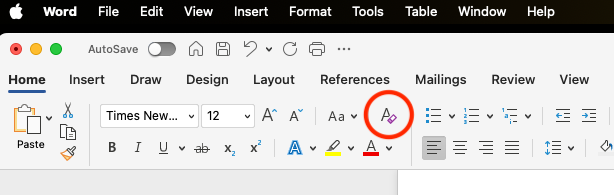 Word File Edit View Insert Format Tools Table Window Help
AutoSave
Home Insert Draw Design Layout References Mailings Review View
Paste Times New... 12 A A Aa A
B I U ab x₂ x² A A